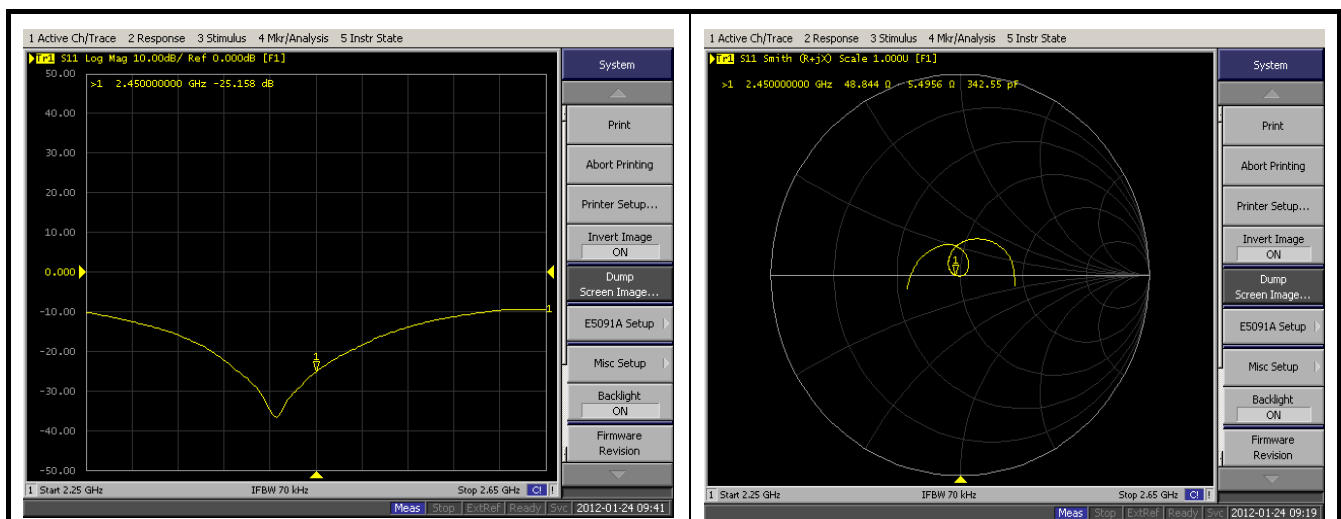 1 Active Ch/Trace 2 Response 3 Stimulus 4 Mkr/Analysis 5 Instr State
Tr1 S11 Log Mag 10.00dB/ Ref 0.000dB [F1]
50.00
>1 2.450000000 GHz -25.158 dB
40.00
30.00
20.00
10.00
0.000
-10.00
1
-20.00
1
-30.00
-40.00
-50.00
1 Start 2.25 GHz IFBW 70 kHz Stop 2.65 GHz C! !
Meas Stop ExtRef Ready Svc 2012-01-24 09:41
System
Print
Abort Printing
Printer Setup...
Invert Image
ON
Dump
Screen Image...
E5091A Setup
Misc Setup
Backlight
ON
Firmware
Revision
1 Active Ch/Trace 2 Response 3 Stimulus 4 Mkr/Analysis 5 Instr State
Tr1 S11 Smith (R+jX) Scale 1.000U [F1]
>1 2.450000000 GHz 48.844 Ω 5.4956 Ω 342.55 pF
1
1 Start 2.25 GHz IFBW 70 kHz Stop 2.65 GHz C! !
Meas Stop ExtRef Ready Svc 2012-01-24 09:19
System
Print
Abort Printing
Printer Setup...
Invert Image
ON
Dump
Screen Image...
E5091A Setup
Misc Setup
Backlight
ON
Firmware
Revision